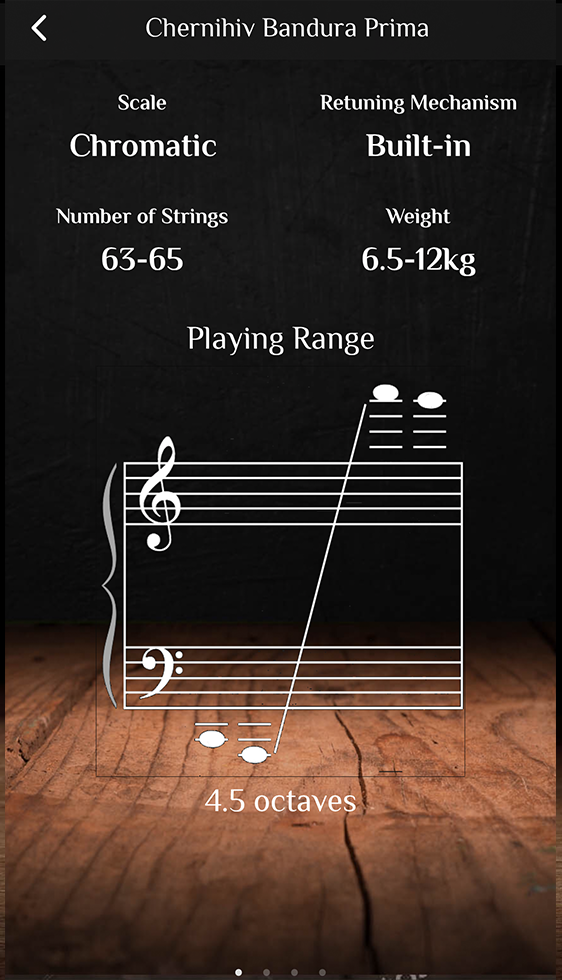 Chernihiv Bandura Prima
Scale
Retuning Mechanism
Chromatic
Built-in
Number of Strings
Weight
63-65
6.5-12kg
Playing Range
4.5 octaves